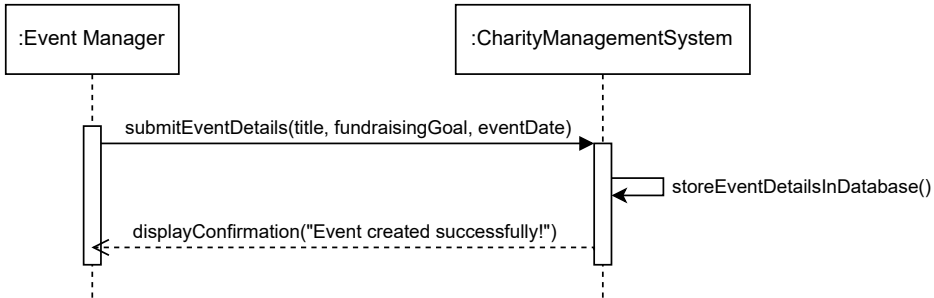 :Event Manager
:CharityManagementSystem
submitEventDetails(title, fundraisingGoal, eventDate)
storeEventDetailsInDatabase()
displayConfirmation("Event created successfully!")